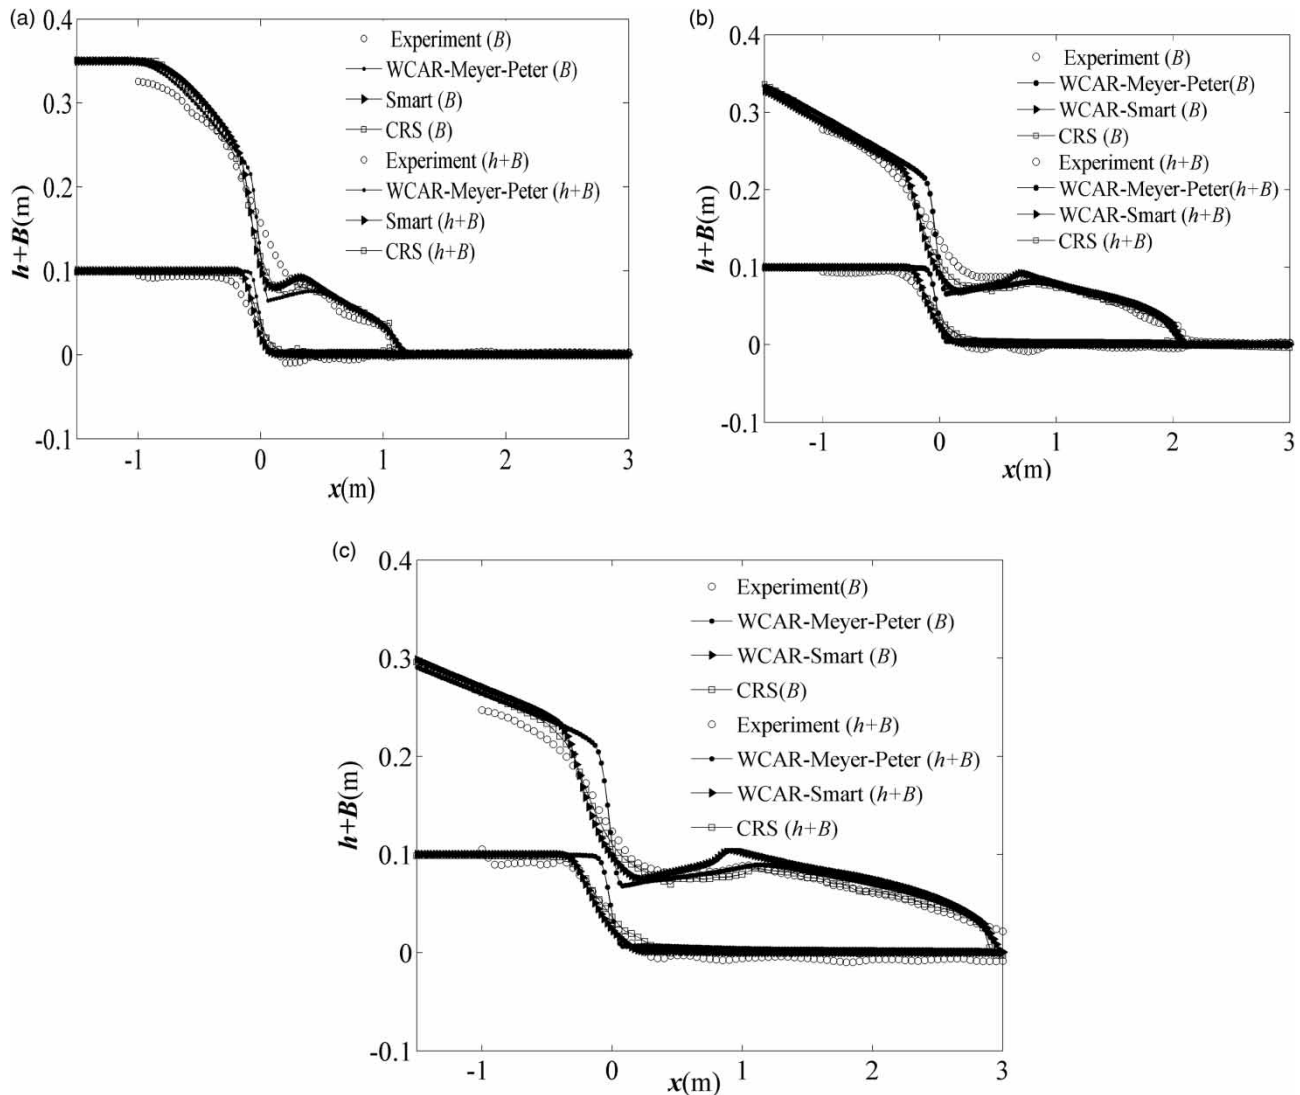 (a)
0.4
0.3
0.2
0.1
0
-0.1
h+B(m)
Experiment (B)
WCAR-Meyer-Peter (B)
Smart (B)
CRS (B)
Experiment (h+B)
WCAR-Meyer-Peter (h+B)
Smart (h+B)
CRS (h+B)
-1 0 1 2 3
x(m)
(b)
0.4
0.3
0.2
0.1
0
-0.1
h+B(m)
Experiment (B)
WCAR-Meyer-Peter(B)
WCAR-Smart (B)
CRS (B)
Experiment (h+B)
WCAR-Meyer-Peter(h+B)
WCAR-Smart (h+B)
CRS (h+B)
-1 0 1 2 3
x(m)
(c)
0.4
0.3
0.2
0.1
0
-0.1
h+B(m)
Experiment(B)
WCAR-Meyer-Peter (B)
WCAR-Smart (B)
CRS(B)
Experiment (h+B)
WCAR-Meyer-Peter (h+B)
WCAR-Smart (h+B)
CRS (h+B)
-1 0 1 2 3
x(m)